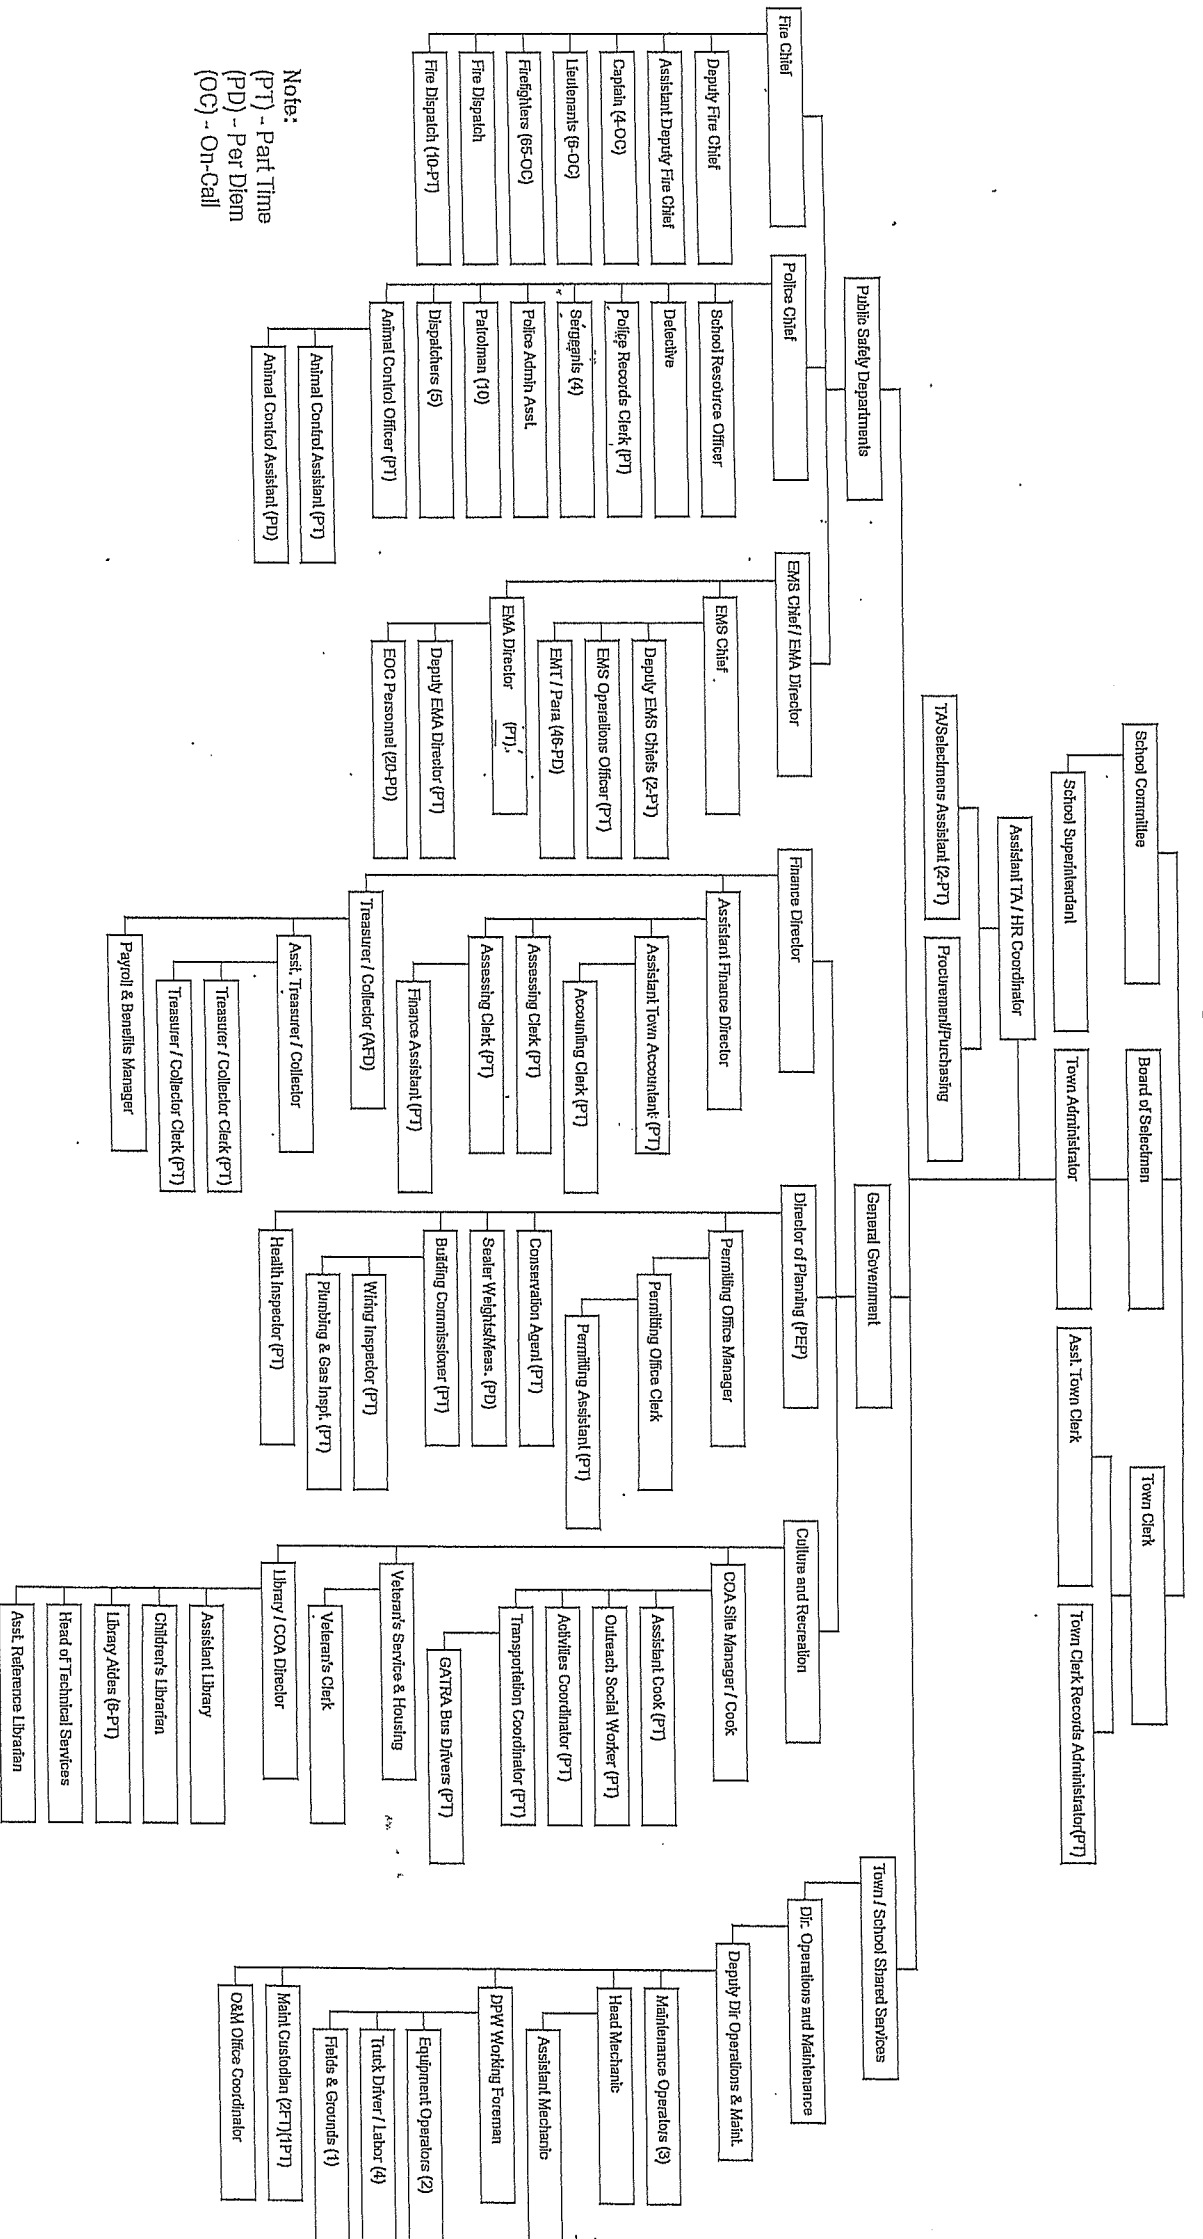 School Committee
School Superintendant
Board of Selectmen
Town Administrator
Town Clerk
Asst. Town Clerk
Town Clerk Records Administrator(PT)
Assistant TA / HR Coordinator
TA/Selectmens Assistant (2-PT)
Procurement/Purchasing
Public Safety Departments
General Government
Town / School Shared Services
Fire Chief
Deputy Fire Chief
Assistant Deputy Fire Chief
Captain (4-OC)
Lieutenants (6-OC)
Firefighters (65-OC)
Fire Dispatch
Fire Dispatch (10-PT)
Police Chief
School Resource Officer
Detective
Police Records Clerk (PT)
Sergeants (4)
Police Admin Asst.
Patrolman (10)
Dispatchers (5)
Animal Control Officer (PT)
Animal Control Assistant (PT)
Animal Control Assistant (PD)
EMS Chief / EMA Director
EMS Chief
Deputy EMS Chiefs (2-PT)
EMS Operations Officer (PT)
EMT / Para (46-PD)
EMA Director (PT)
Deputy EMA Director (PT)
EOC Personnel (20-PD)
Finance Director
Assistant Finance Director
Assistant Town Accountant (PT)
Accounting Clerk (PT)
Assessing Clerk (PT)
Assessing Clerk (PT)
Finance Assistant (PT)
Treasurer / Collector (AFD)
Asst. Treasurer / Collector
Treasurer / Collector Clerk (PT)
Treasurer / Collector Clerk (PT)
Payroll & Benefits Manager
Director of Planning (PEP)
Permitting Office Manager
Permitting Office Clerk
Permitting Assistant (PT)
Conservation Agent (PT)
Sealer Weights/Meas. (PD)
Building Commissioner (PT)
Wiring Inspector (PT)
Plumbing & Gas Inspt. (PT)
Health Inspector (PT)
Culture and Recreation
COA Site Manager / Cook
Assistant Cook (PT)
Outreach Social Worker (PT)
Activities Coordinator (PT)
Transportation Coordinator (PT)
GATRA Bus Drivers (PT)
Veteran's Service & Housing
Veteran's Clerk
Library / COA Director
Assistant Library
Children's Librarian
Library Aides (6-PT)
Head of Technical Services
Asst. Reference Librarian
Dir. Operations and Maintenance
Deputy Dir Operations & Maint.
Maintenance Operators (3)
Head Mechanic
Assistant Mechanic
DPW Working Foreman
Equipment Operators (2)
Truck Driver / Labor (4)
Fields & Grounds (1)
Maint Custodian (2FT)(1PT)
O&M Office Coordinator
Note:
(PT) - Part Time
(PD) - Per Diem
(OC) - On-Call